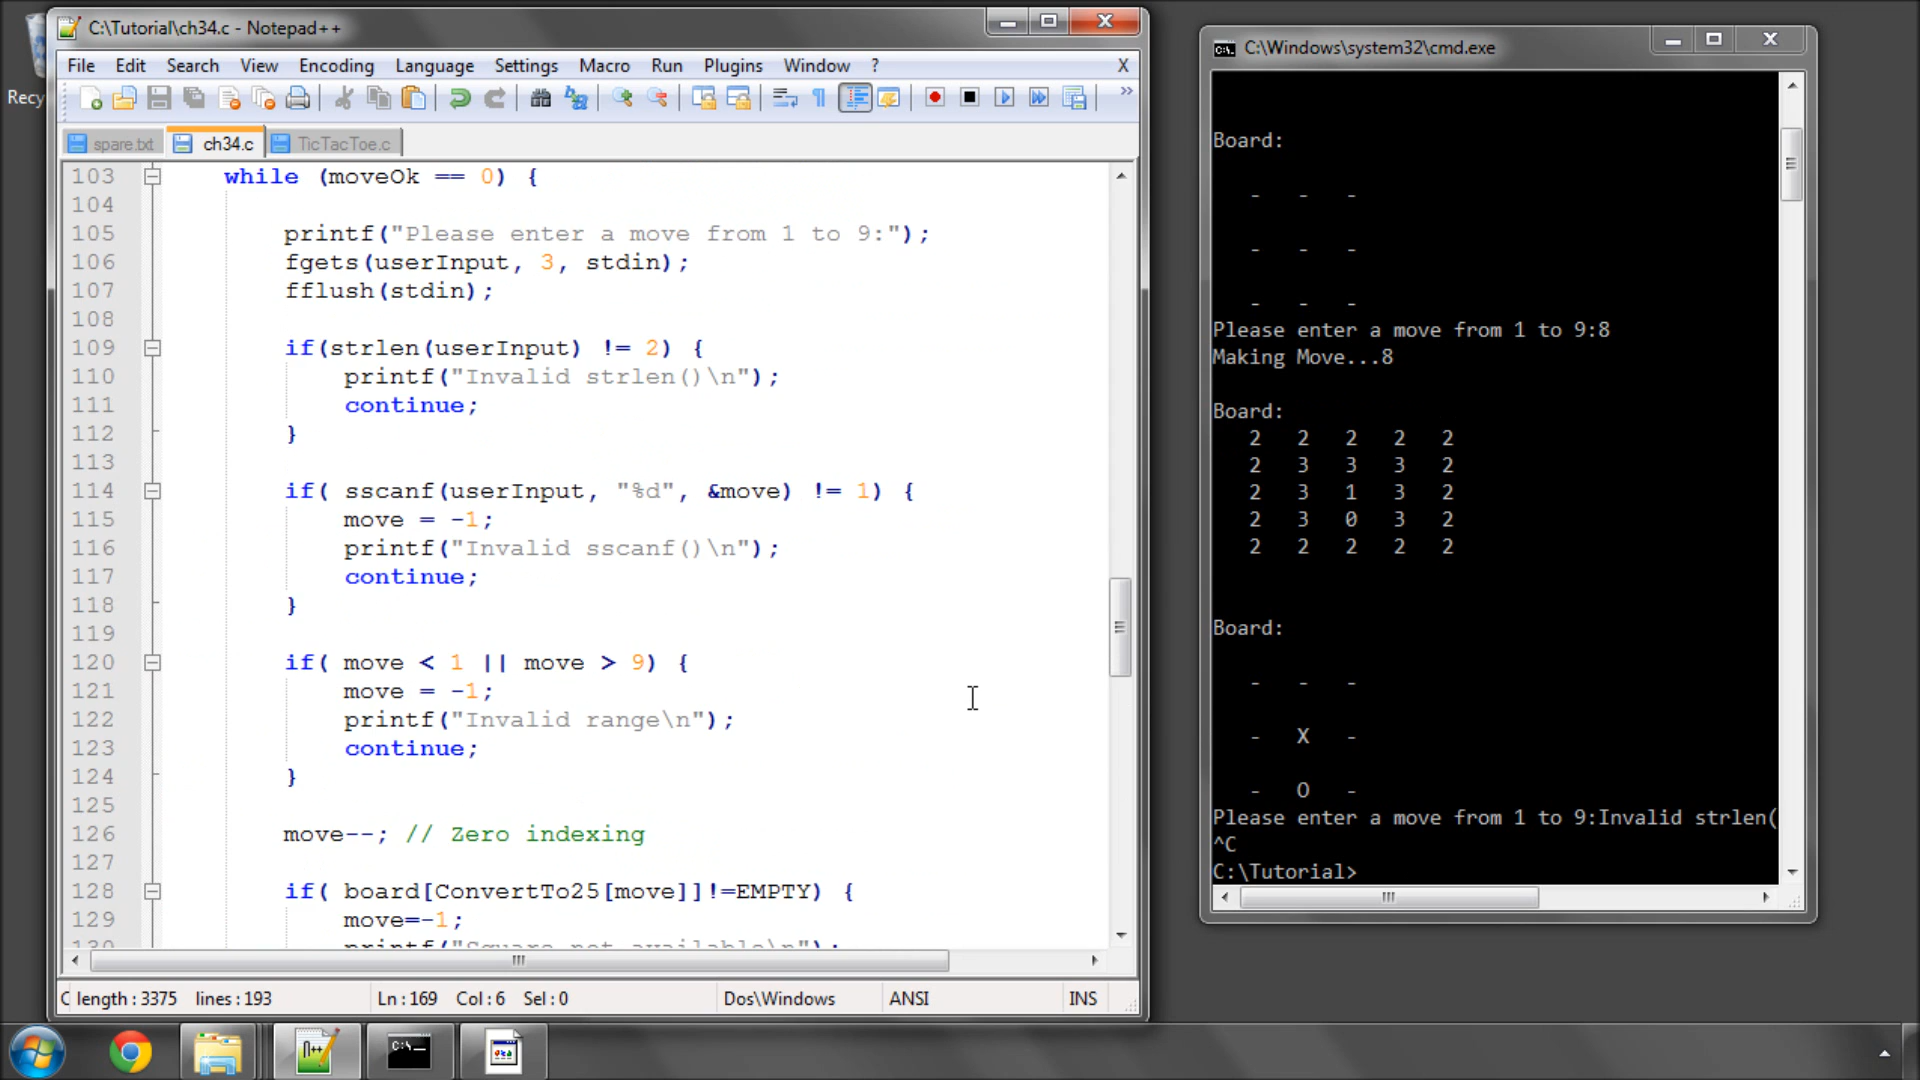 Recy
C:\Tutorial\ch34.c - Notepad++
File Edit Search View Encoding Language Settings Macro Run Plugins Window ? X
spare.txt ch34.c TicTacToe.c
103 while (moveOk == 0) {
104
105 printf("Please enter a move from 1 to 9:");
106 fgets(userInput, 3, stdin);
107 fflush(stdin);
108
109 if(strlen(userInput) != 2) {
110 printf("Invalid strlen()\n");
111 continue;
112 }
113
114 if( sscanf(userInput, "%d", &move) != 1) {
115 move = -1;
116 printf("Invalid sscanf()\n");
117 continue;
118 }
119
120 if( move < 1 || move > 9) {
121 move = -1;
122 printf("Invalid range\n");
123 continue;
124 }
125
126 move--; // Zero indexing
127
128 if( board[ConvertTo25[move]]!=EMPTY) {
129 move=-1;
130 printf("Square not available\n");
C length : 3375 lines : 193 Ln : 169 Col : 6 Sel : 0 Dos\Windows ANSI INS
C:\Windows\system32\cmd.exe
Board:
- - -
- - -
- - -
Please enter a move from 1 to 9:8
Making Move...8
Board:
2 2 2 2 2
2 3 3 3 2
2 3 1 3 2
2 3 0 3 2
2 2 2 2 2
Board:
- - -
- X -
- O -
Please enter a move from 1 to 9:Invalid strlen(
^C
C:\Tutorial>